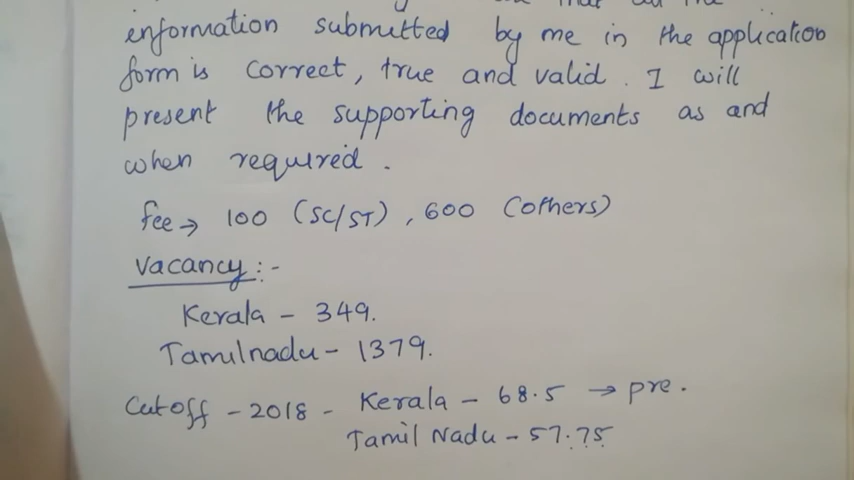 information submitted by me in the application
form is correct, true and valid. I will
present the supporting documents as and
when required.
fee → 100 (SC/ST), 600 (others)
Vacancy:-
Kerala - 349.
Tamilnadu - 1379.
Cutoff - 2018 - Kerala - 68.5 → pre.
Tamil Nadu - 57.75